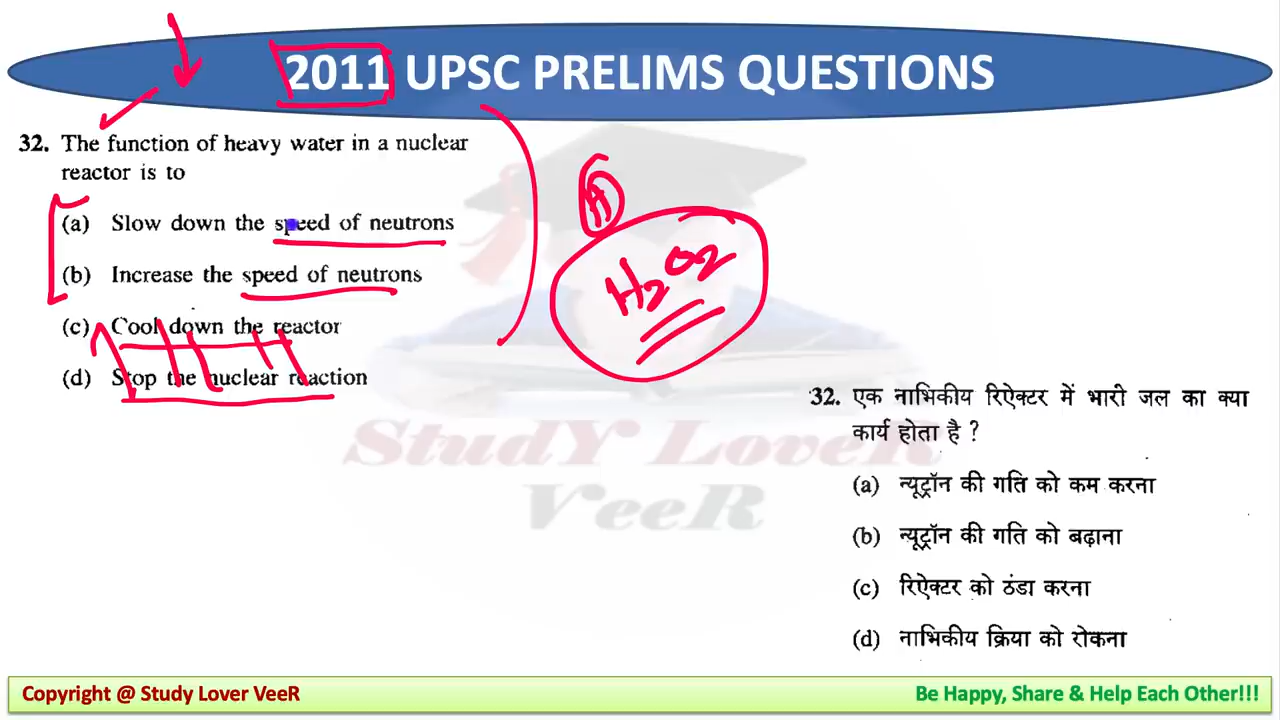 2011 UPSC PRELIMS QUESTIONS
32. The function of heavy water in a nuclear
reactor is to
(a) Slow down the speed of neutrons
(b) Increase the speed of neutrons
(c) Cool down the reactor
(d) Stop the nuclear reaction
H
H2O2
StudY LoveR
VeeR
32. एक नाभिकीय रिऐक्टर में भारी जल का क्या
कार्य होता है ?
(a) न्यूट्रॉन की गति को कम करना
(b) न्यूट्रॉन की गति को बढ़ाना
(c) रिऐक्टर को ठंडा करना
(d) नाभिकीय क्रिया को रोकना
Copyright @ Study Lover VeeR
Be Happy, Share & Help Each Other!!!